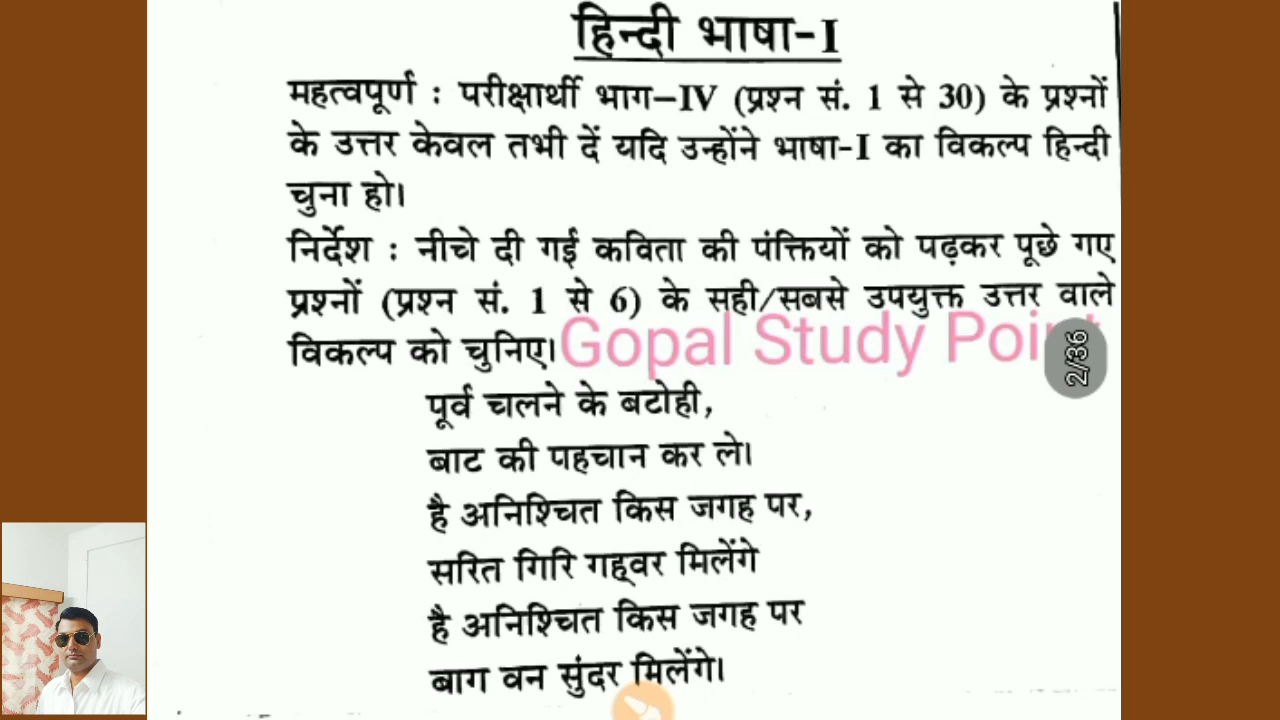 हिन्दी भाषा-I
महत्वपूर्ण : परीक्षार्थी भाग-IV (प्रश्न सं. 1 से 30) के प्रश्नों
के उत्तर केवल तभी दें यदि उन्होंने भाषा-I का विकल्प हिन्दी
चुना हो।
निर्देश : नीचे दी गई कविता की पंक्तियों को पढ़कर पूछे गए
प्रश्नों (प्रश्न सं. 1 से 6) के सही/सबसे उपयुक्त उत्तर वाले
विकल्प को चुनिए।
Gopal Study Point
2/36
पूर्व चलने के बटोही,
बाट की पहचान कर ले।
है अनिश्चित किस जगह पर,
सरित गिरि गह्वर मिलेंगे
है अनिश्चित किस जगह पर
बाग वन सुंदर मिलेंगे।